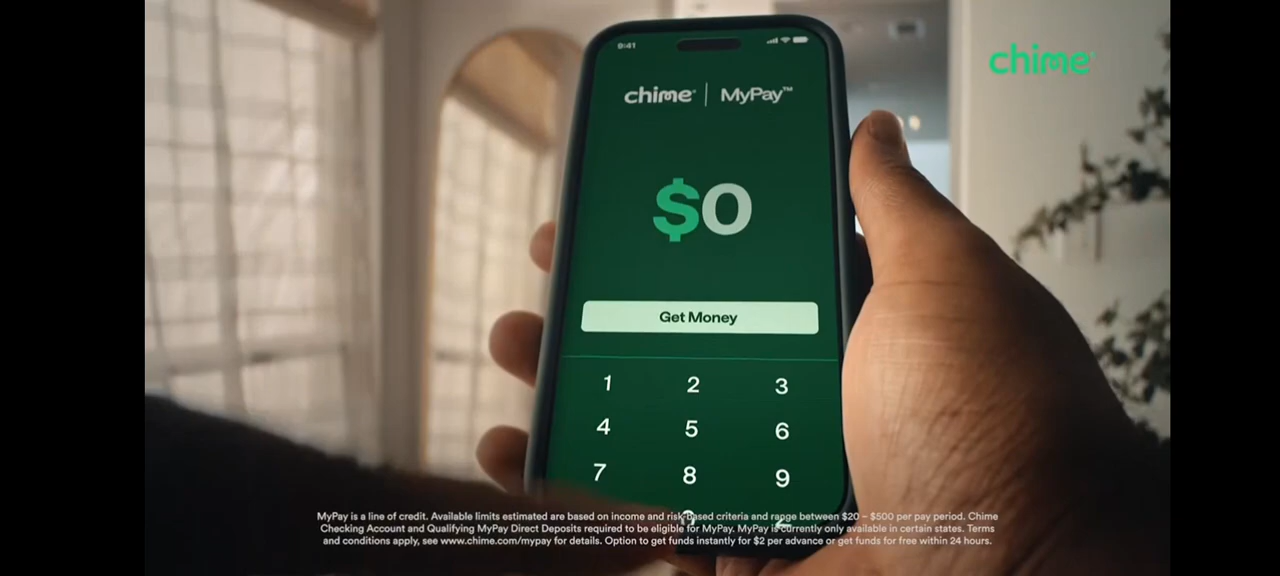 9:41
chime
chime | MyPay™
$0
Get Money
1 2 3
4 5 6
7 8 9
MyPay is a line of credit. Available limits estimated are based on income and risk-based criteria and range between $20 – $500 per pay period. Chime
Checking Account and Qualifying MyPay Direct Deposits required to be eligible for MyPay. MyPay is currently only available in certain states. Terms
and conditions apply, see www.chime.com/mypay for details. Option to get funds instantly for $2 per advance or get funds for free within 24 hours.